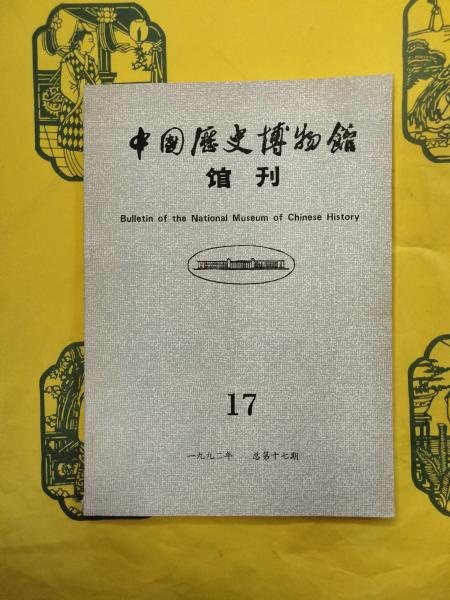 中国历史博物馆
馆刊
Bulletin of the National Museum of Chinese History
17
一九九二年 总第十七期